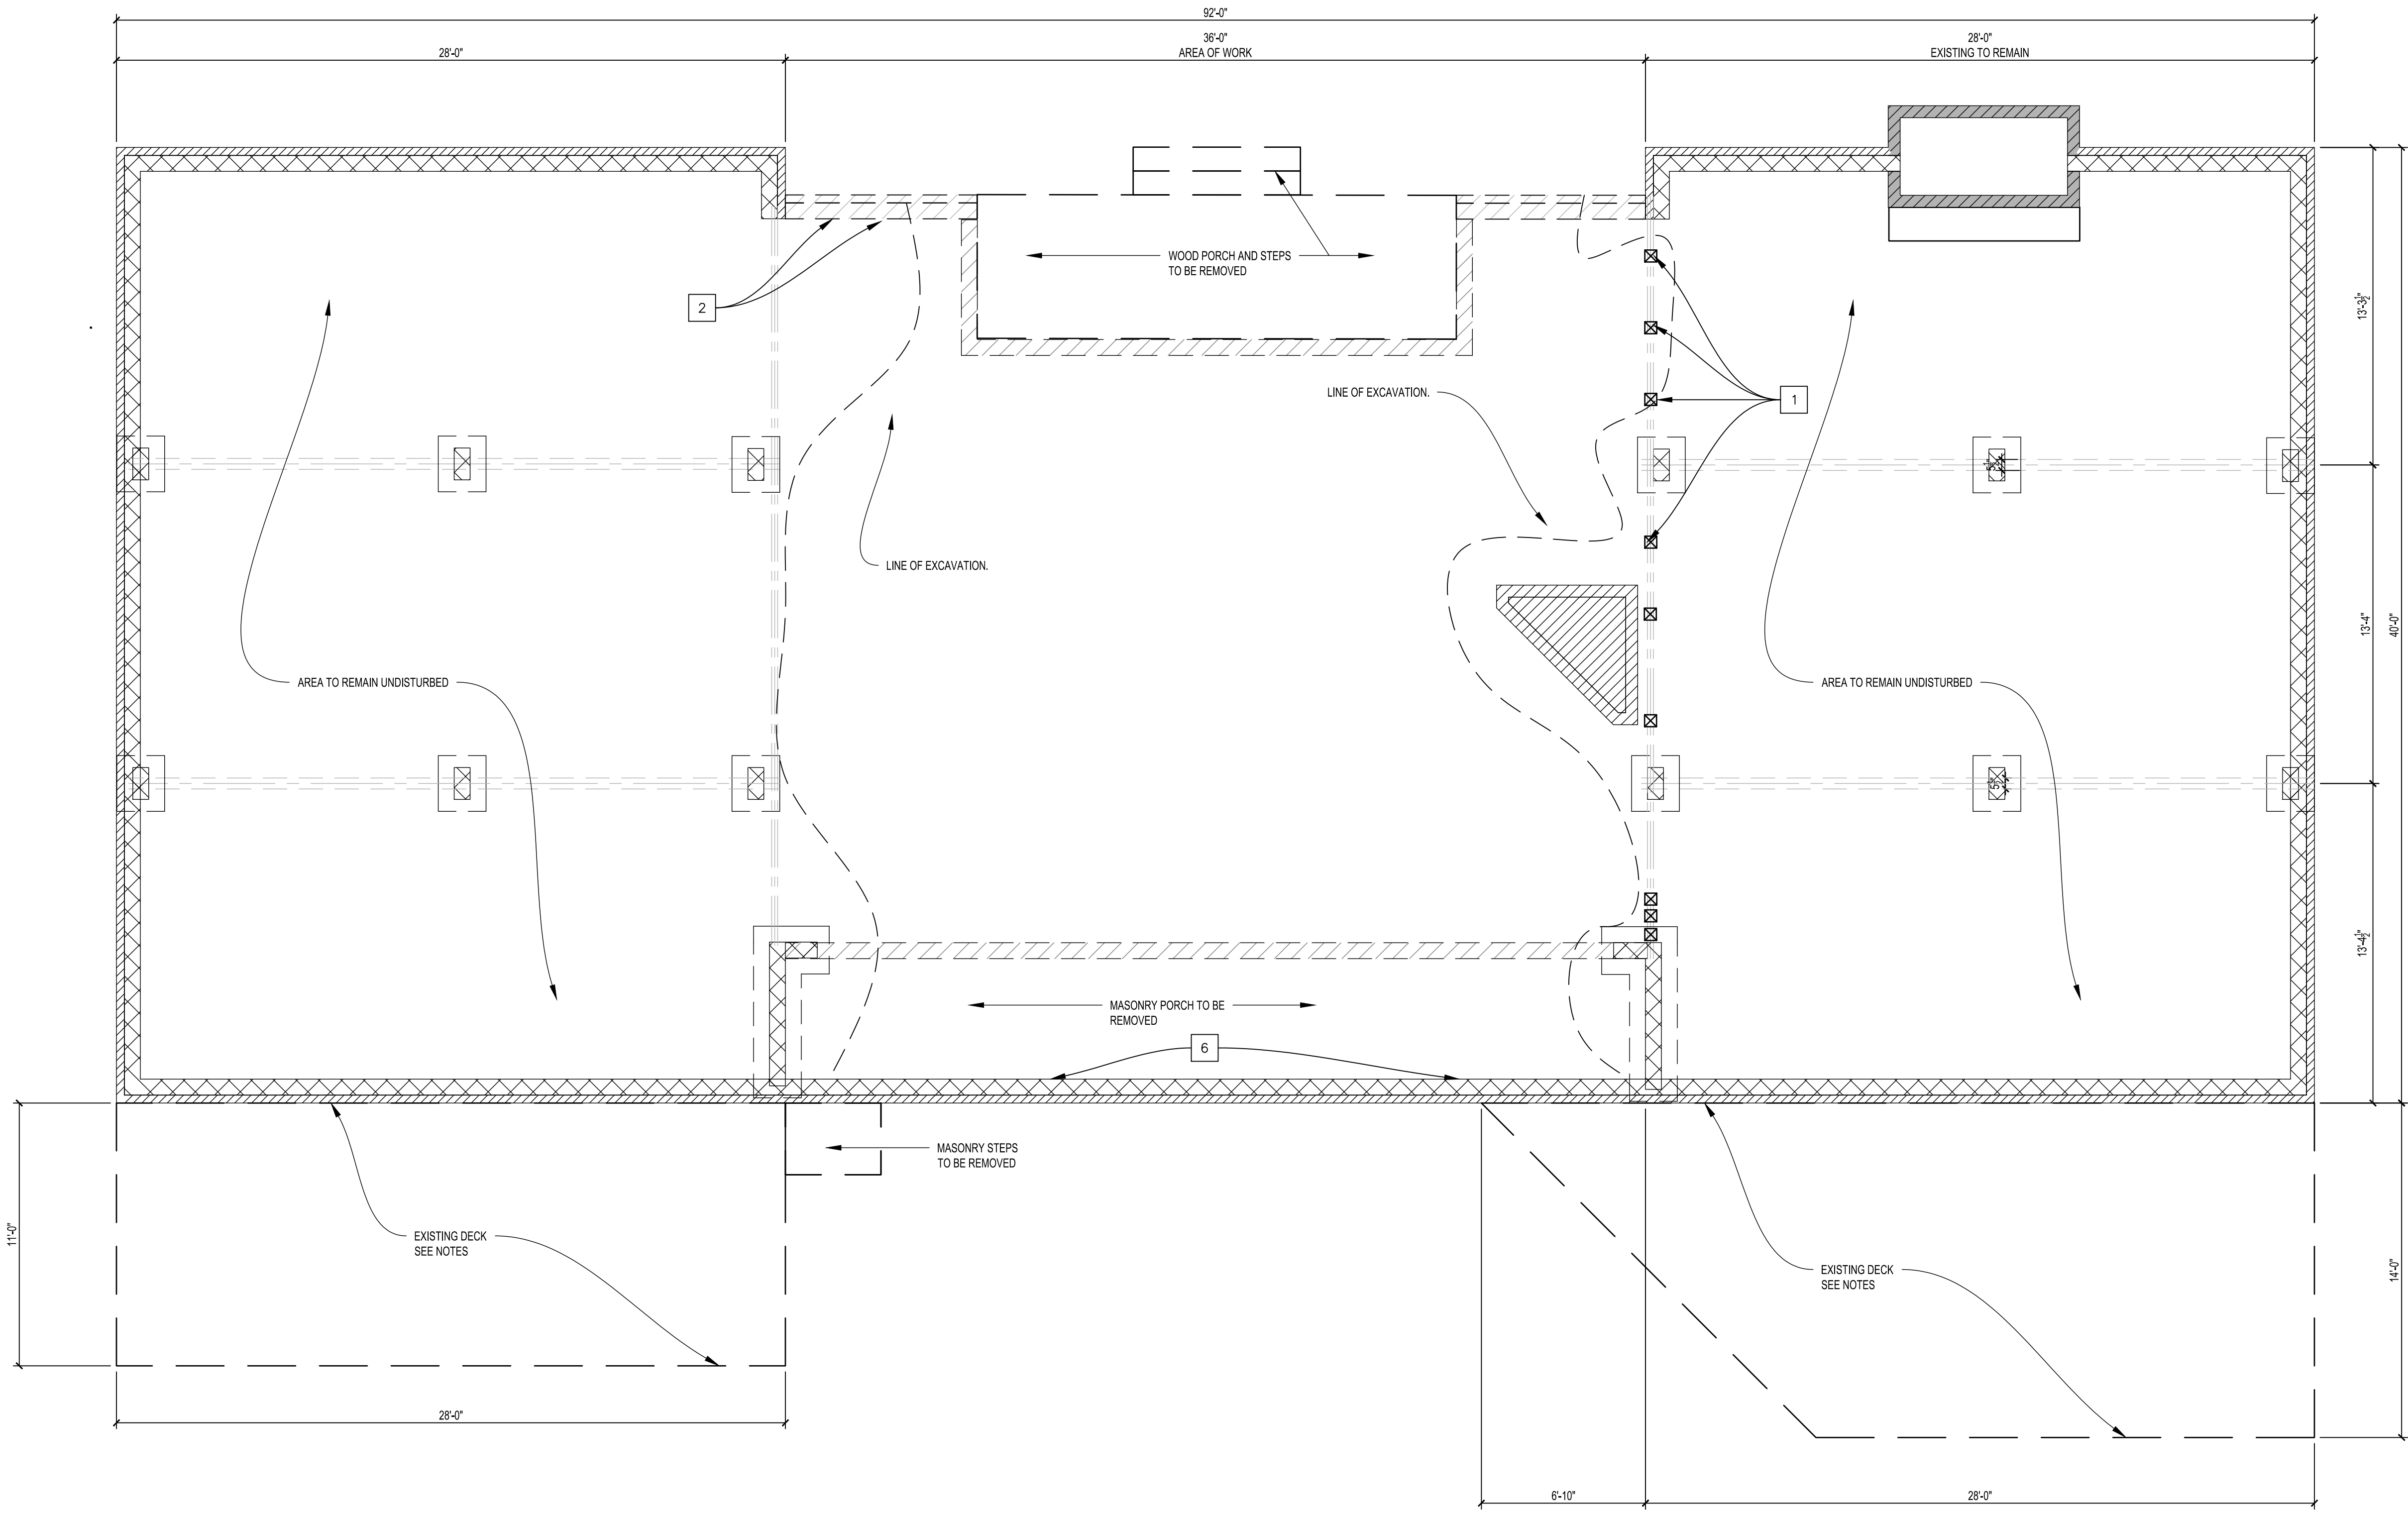 92'-0"
28'-0"
36'-0"
AREA OF WORK
28'-0"
EXISTING TO REMAIN
WOOD PORCH AND STEPS
TO BE REMOVED
2
13'-3½"
LINE OF EXCAVATION.
1
5½"
LINE OF EXCAVATION.
13'-4"
40'-0"
AREA TO REMAIN UNDISTURBED
AREA TO REMAIN UNDISTURBED
13'-4½"
MASONRY PORCH TO BE
REMOVED
6
MASONRY STEPS
TO BE REMOVED
11'-0"
EXISTING DECK
SEE NOTES
EXISTING DECK
SEE NOTES
14'-0"
28'-0"
6'-10"
28'-0"